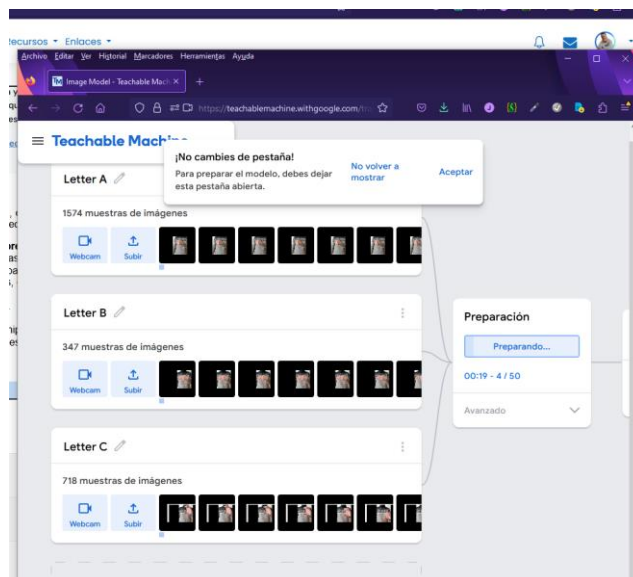 Recursos Enlaces
Archivo Editar Ver Historial Marcadores Herramientas Ayuda
Image Model - Teachable Mach
https://teachablemachine.withgoogle.com/tr
Teachable Machine
¡No cambies de pestaña!
Para preparar el modelo, debes dejar
esta pestaña abierta.
No volver a
mostrar
Aceptar
Letter A
1574 muestras de imágenes
Webcam Subir
Letter B
347 muestras de imágenes
Webcam Subir
Letter C
718 muestras de imágenes
Webcam Subir
Preparación
Preparando...
00:19 - 4 / 50
Avanzado